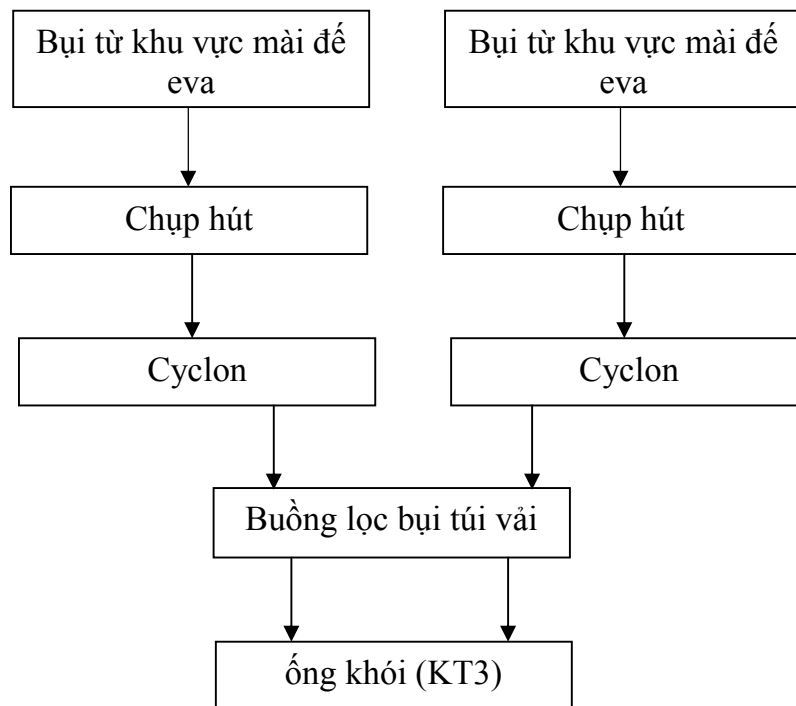 Bụi từ khu vực mài đế
eva
Bụi từ khu vực mài đế
eva
Chụp hút
Chụp hút
Cyclon
Cyclon
Buồng lọc bụi túi vải
ống khói (KT3)